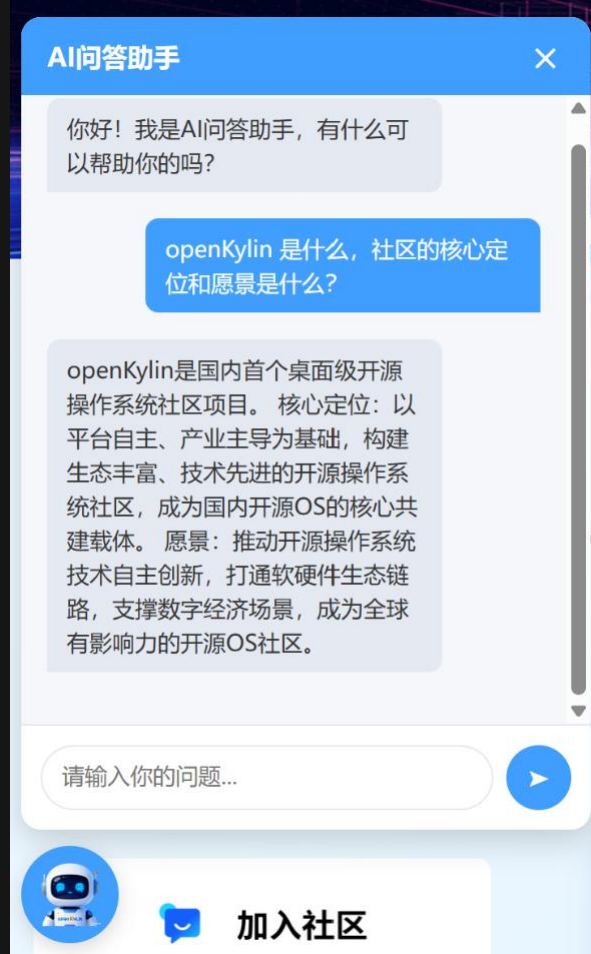 AI问答助手
你好！我是AI问答助手，有什么可
以帮助你的吗？
openKylin 是什么，社区的核心定
位和愿景是什么？
openKylin是国内首个桌面级开源
操作系统社区项目。 核心定位：以
平台自主、产业主导为基础，构建
生态丰富、技术先进的开源操作系
统社区，成为国内开源OS的核心共
建载体。 愿景：推动开源操作系统
技术自主创新，打通软硬件生态链
路，支撑数字经济场景，成为全球
有影响力的开源OS社区。
请输入你的问题...
openKylin
加入社区